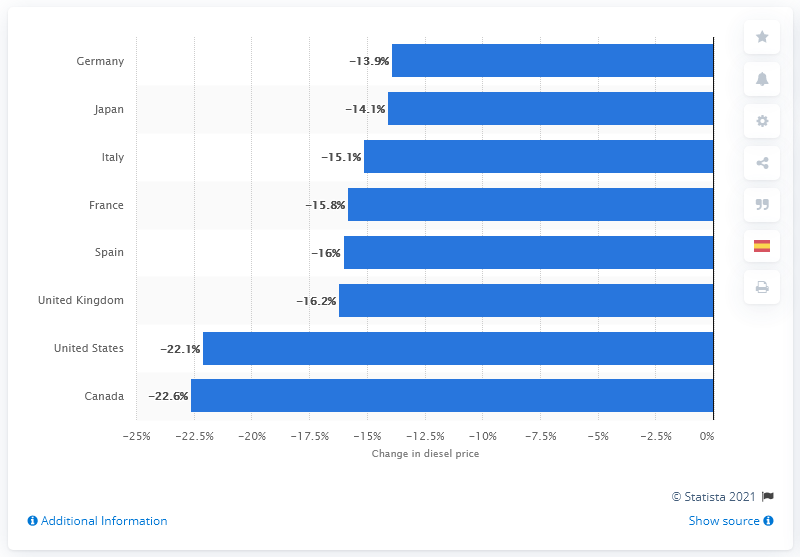 Germany −13.9%
Japan −14.1%
Italy −15.1%
France −15.8%
Spain −16%
United Kingdom −16.2%
United States −22.1%
Canada −22.6%
−25% −22.5% −20% −17.5% −15% −12.5% −10% −7.5% −5% −2.5% 0%
Change in diesel price
© Statista 2021
Additional Information
Show source